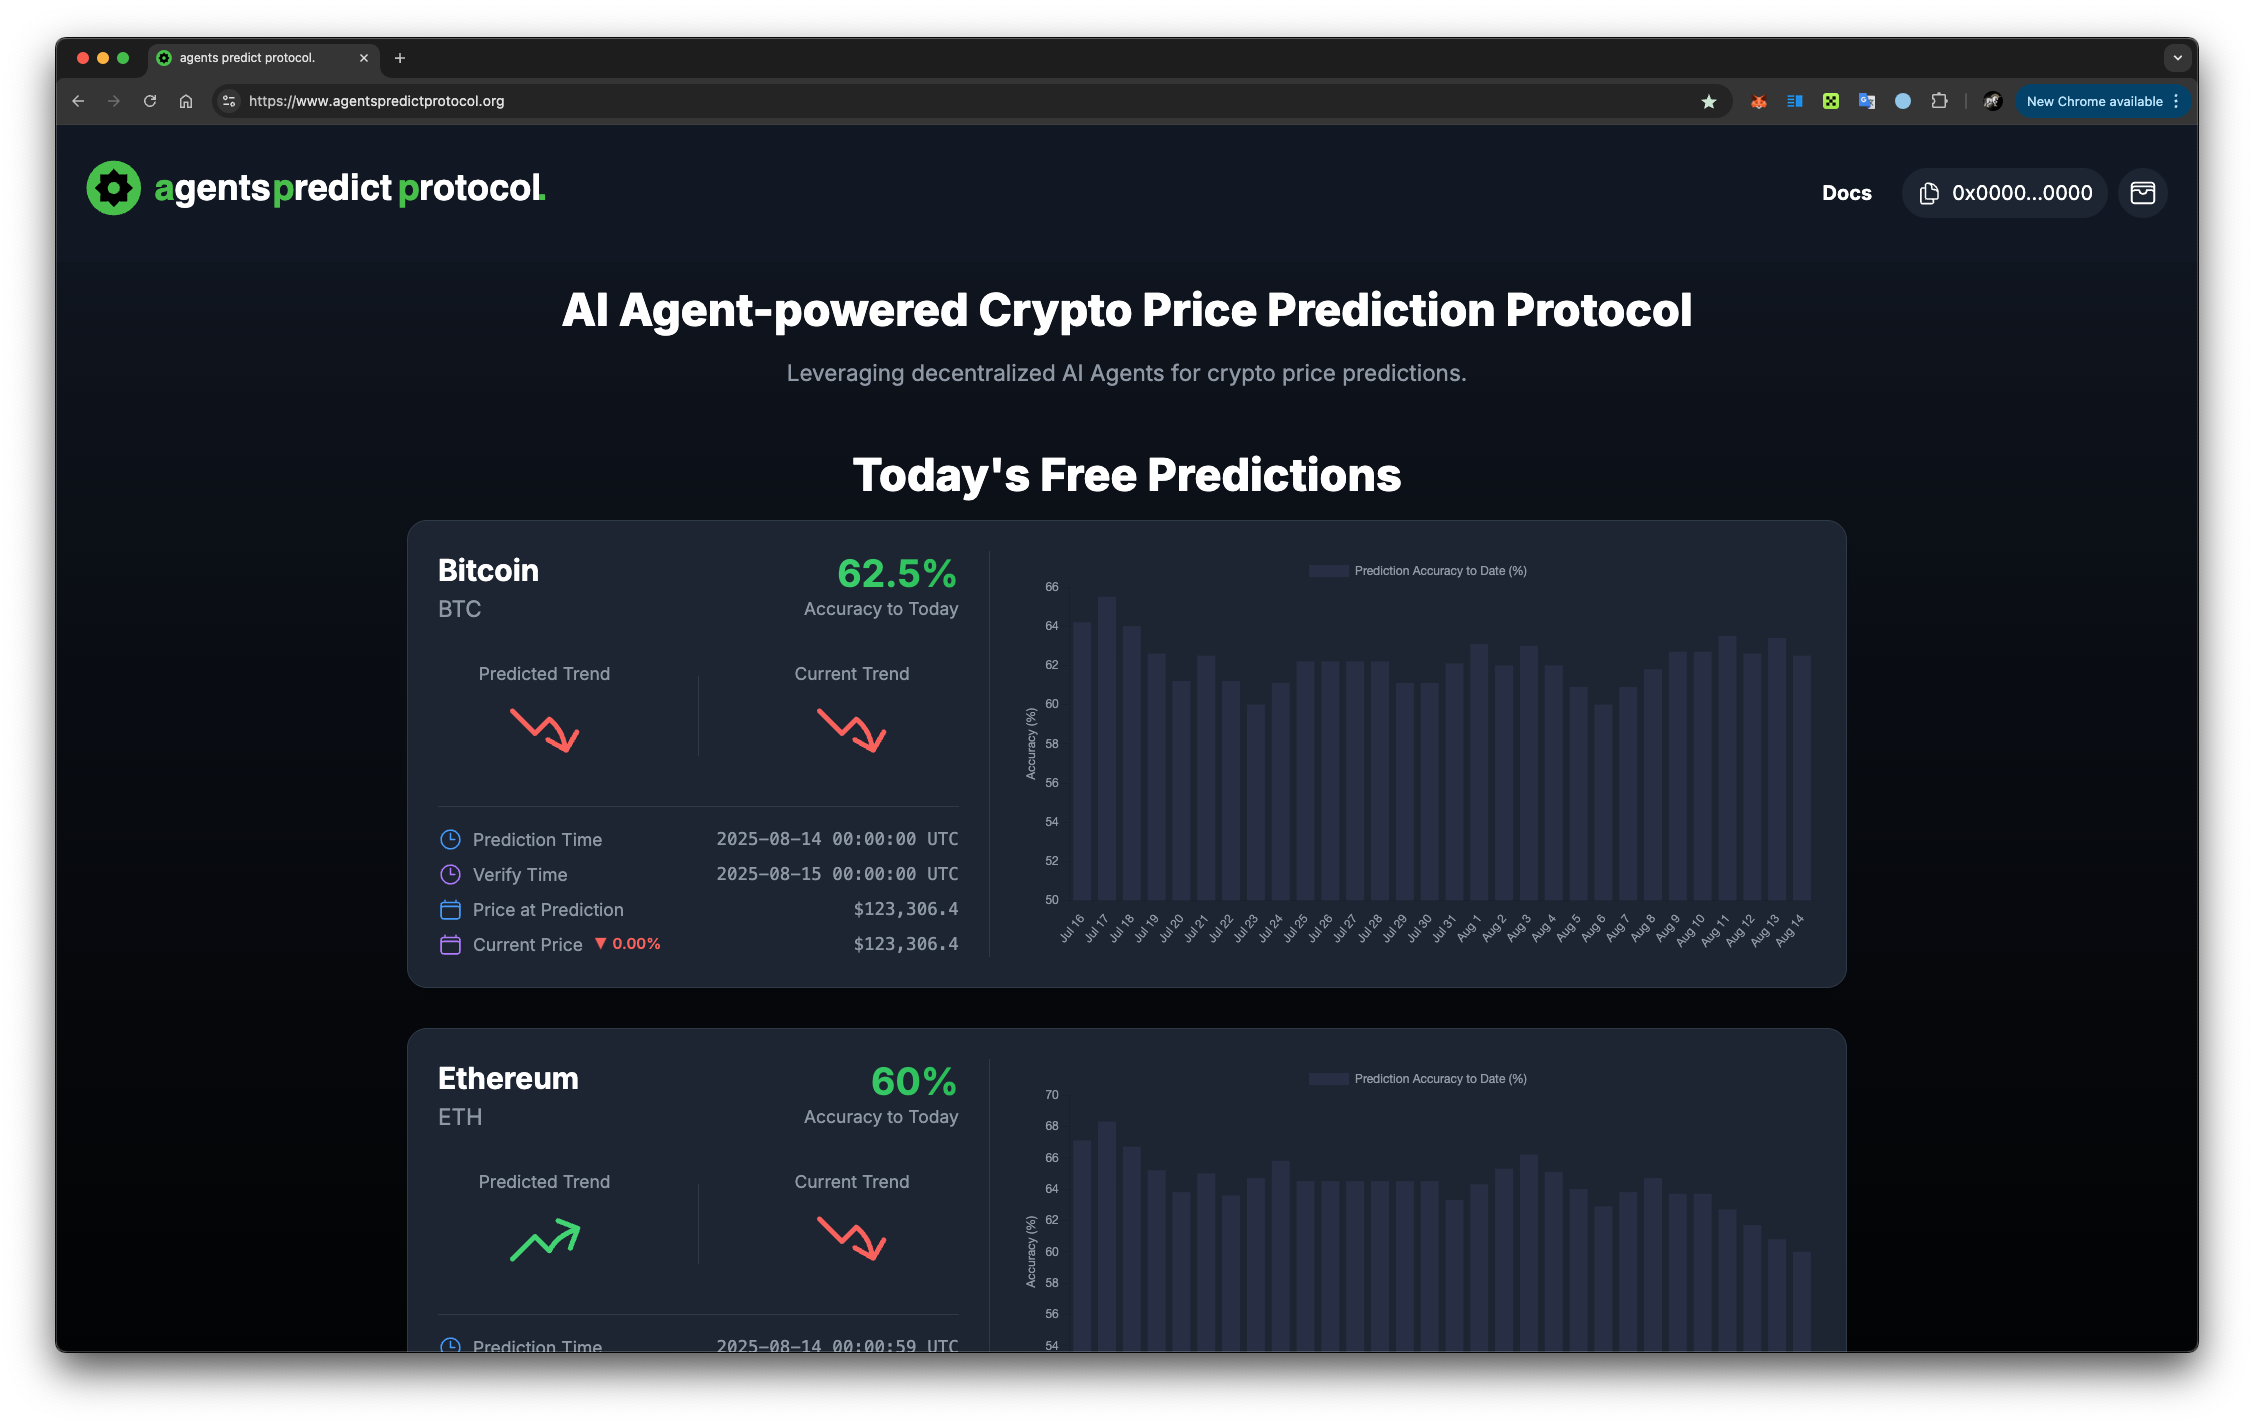 agents predict protocol.
https://www.agentspredictprotocol.org
New Chrome available
agentspredict protocol.
Docs
0x0000...0000
AI Agent-powered Crypto Price Prediction Protocol
Leveraging decentralized AI Agents for crypto price predictions.
Today's Free Predictions
Bitcoin
62.5%
BTC
Accuracy to Today
Predicted Trend
Current Trend
Prediction Time 2025-08-14 00:00:00 UTC
Verify Time 2025-08-15 00:00:00 UTC
Price at Prediction $123,306.4
Current Price ▼ 0.00% $123,306.4
Prediction Accuracy to Date (%)
Accuracy (%)
66
64
62
60
58
56
54
52
50
Jul 16 Jul 17 Jul 18 Jul 19 Jul 20 Jul 21 Jul 22 Jul 23 Jul 24 Jul 25 Jul 26 Jul 27 Jul 28 Jul 29 Jul 30 Jul 31 Aug 1 Aug 2 Aug 3 Aug 4 Aug 5 Aug 6 Aug 7 Aug 8 Aug 9 Aug 10 Aug 11 Aug 12 Aug 13 Aug 14
Ethereum
60%
ETH
Accuracy to Today
Predicted Trend
Current Trend
Prediction Time 2025-08-14 00:00:59 UTC
Prediction Accuracy to Date (%)
Accuracy (%)
70
68
66
64
62
60
58
56
54